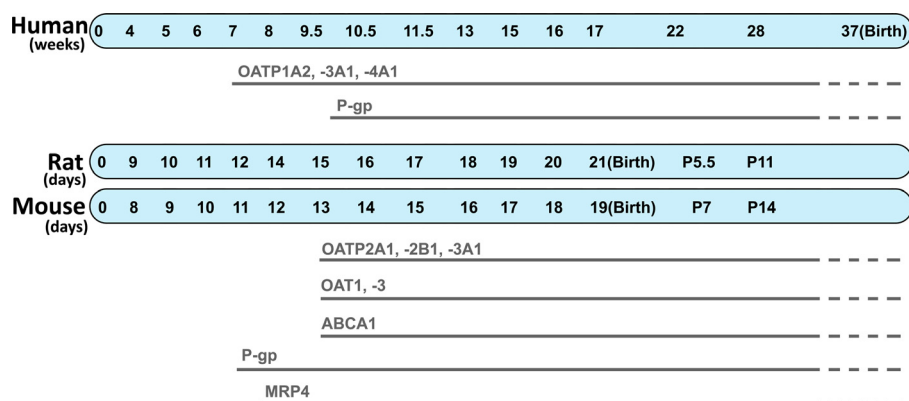 Human 0 4 5 6 7 8 9.5 10.5 11.5 13 15 16 17 22 28 37(Birth)
(weeks)
OATP1A2, -3A1, -4A1
P-gp
Rat 0 9 10 11 12 14 15 16 17 18 19 20 21(Birth) P5.5 P11
(days)
Mouse 0 8 9 10 11 12 13 14 15 16 17 18 19(Birth) P7 P14
(days)
OATP2A1, -2B1, -3A1
OAT1, -3
ABCA1
P-gp
MRP4